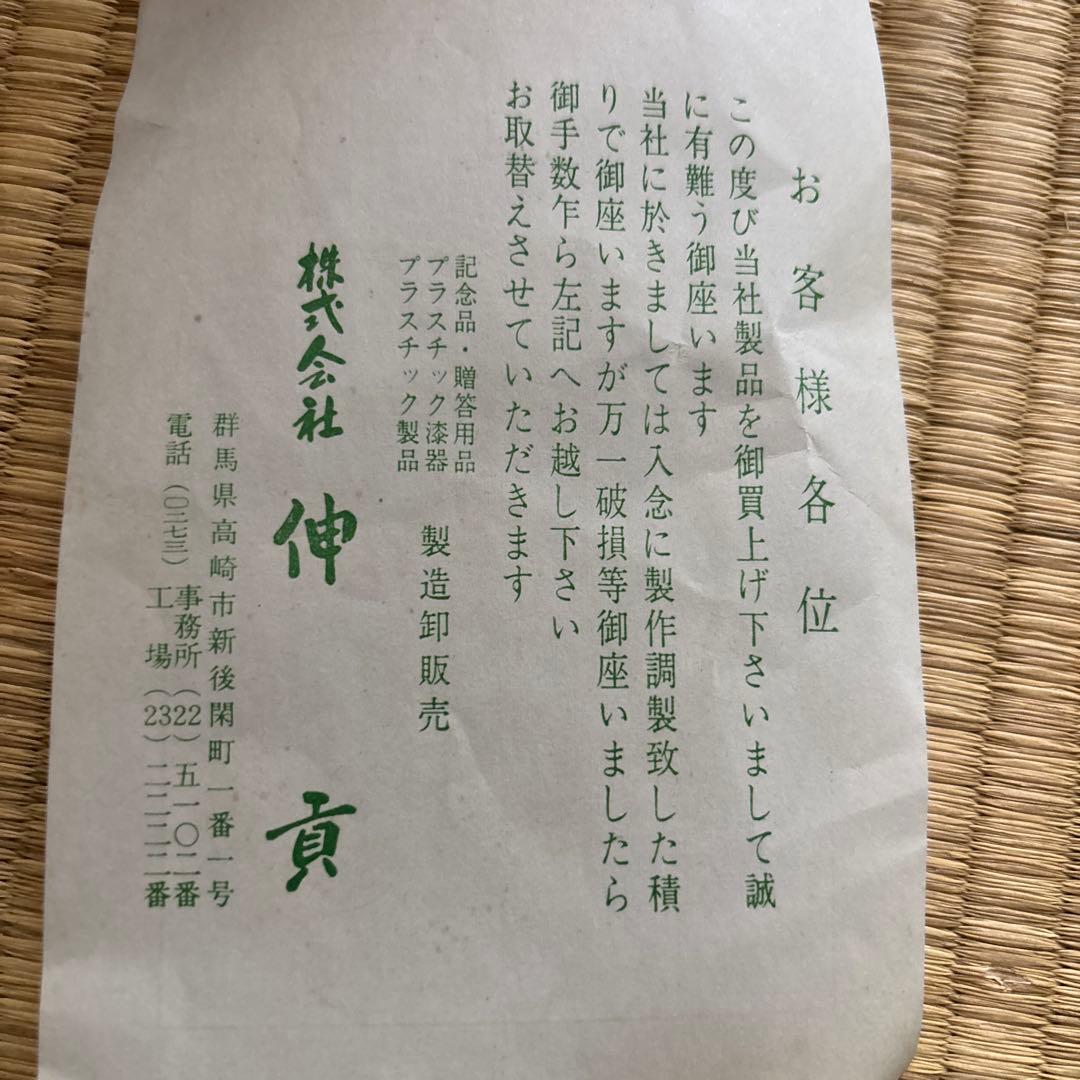 お客様各位
この度び当社製品を御買上げ下さいまして誠
に有難う御座います
当社に於きましては入念に製作調製致した積
りで御座いますが万一破損等御座いましたら
御手数乍ら左記へお越し下さい
お取替えさせていただきます
記念品・贈答用品
プラスチック漆器
プラスチック製品
製造卸販売
株式会社 伸貢
群馬県高崎市新後閑町一番一号
電話(〇二七三) 事務所(22)五一〇二番
工場(23)二二二二番